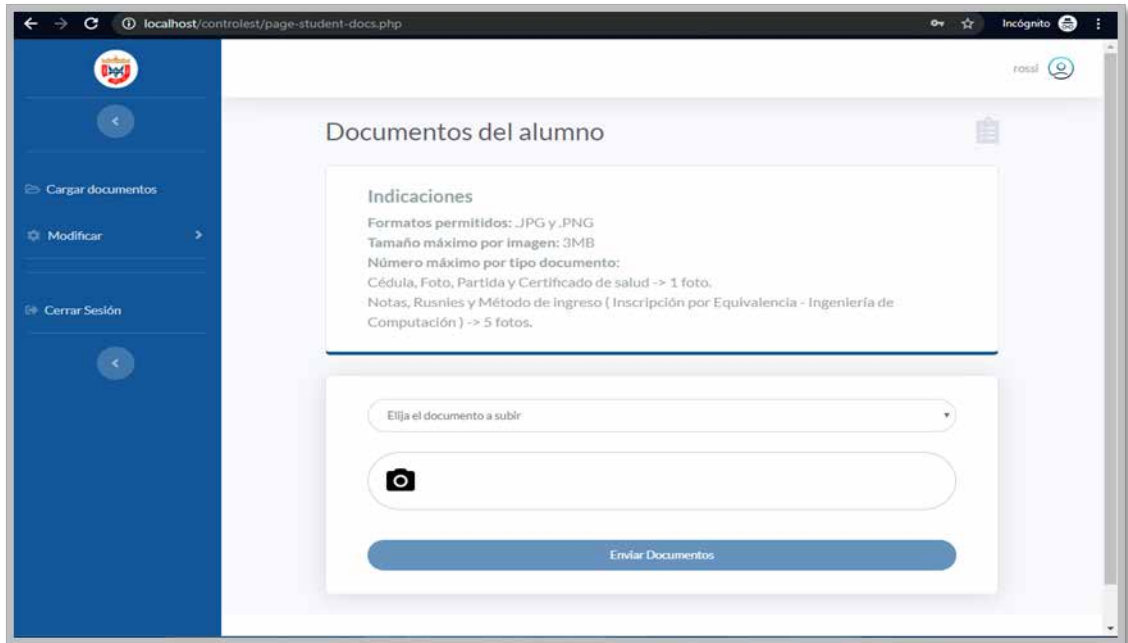 localhost/controlest/page-student-docs.php
Incógnito
rossi
Documentos del alumno
Cargar documentos
Modificar
Cerrar Sesión
Indicaciones
Formatos permitidos: .JPG y .PNG
Tamaño máximo por imagen: 3MB
Número máximo por tipo documento:
Cédula, Foto, Partida y Certificado de salud -> 1 foto.
Notas, Rusnies y Método de ingreso ( Inscripción por Equivalencia - Ingeniería de
Computación ) -> 5 fotos.
Elija el documento a subir
Enviar Documentos